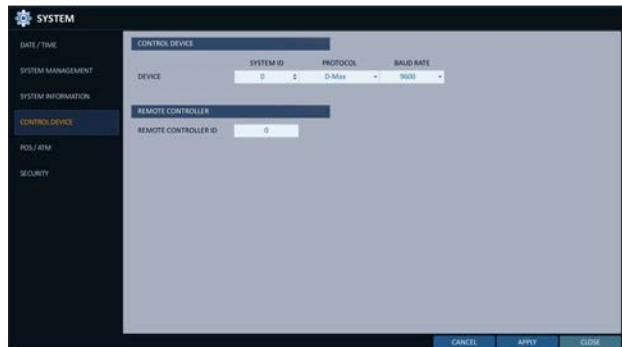 SYSTEM
DATE / TIME
SYSTEM MANAGEMENT
SYSTEM INFORMATION
CONTROL DEVICE
POS / ATM
SECURITY
CONTROL DEVICE
SYSTEM ID PROTOCOL BAUD RATE
DEVICE 0 D-Max 9600
REMOTE CONTROLLER
REMOTE CONTROLLER ID 0
CANCEL APPLY CLOSE